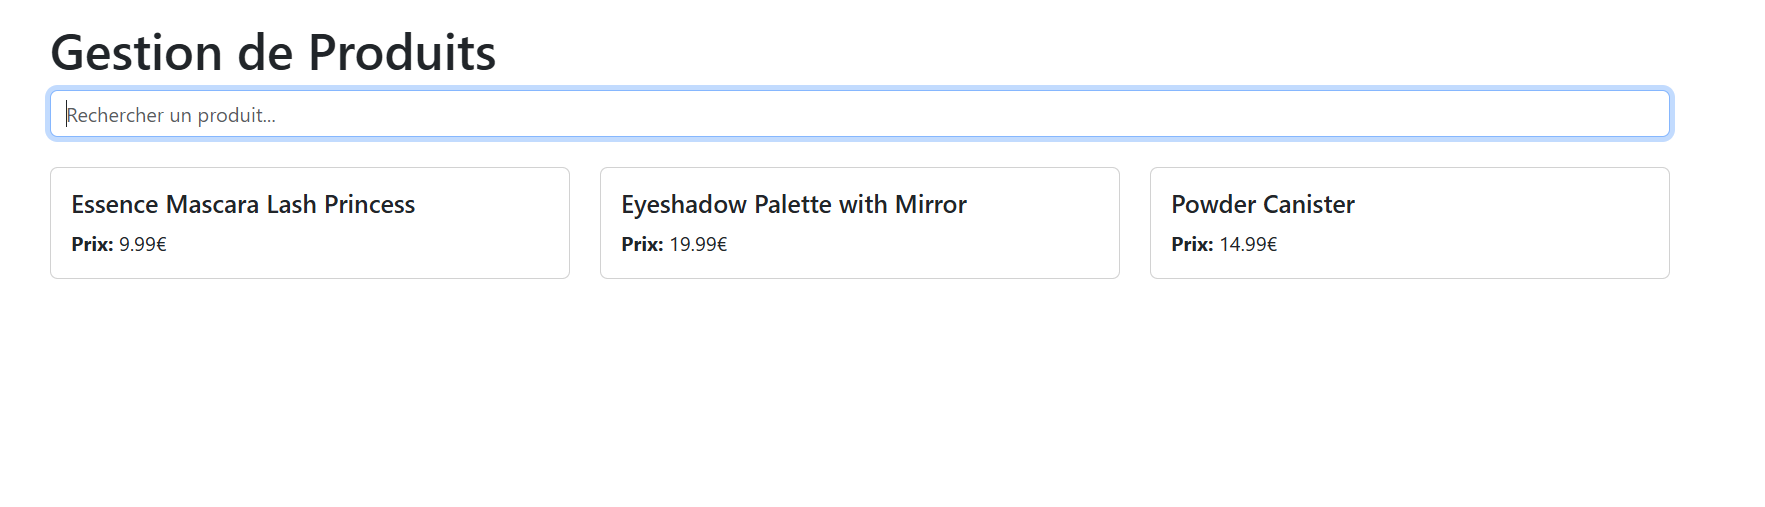 Gestion de Produits
Rechercher un produit...
Essence Mascara Lash Princess
Prix: 9.99€
Eyeshadow Palette with Mirror
Prix: 19.99€
Powder Canister
Prix: 14.99€